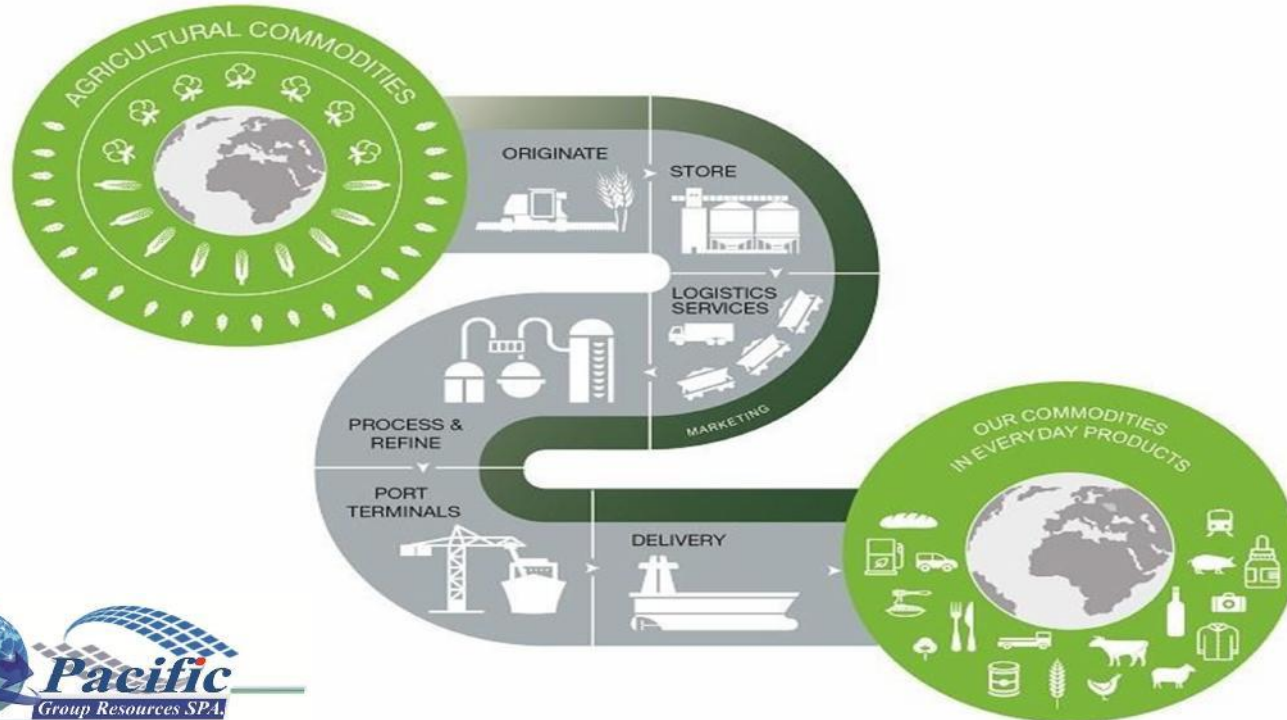 AGRICULTURAL COMMODITIES
ORIGINATE
STORE
LOGISTICS
SERVICES
MARKETING
PROCESS &
REFINE
PORT
TERMINALS
DELIVERY
OUR COMMODITIES
IN EVERYDAY PRODUCTS
Pacific
Group Resources SPA.